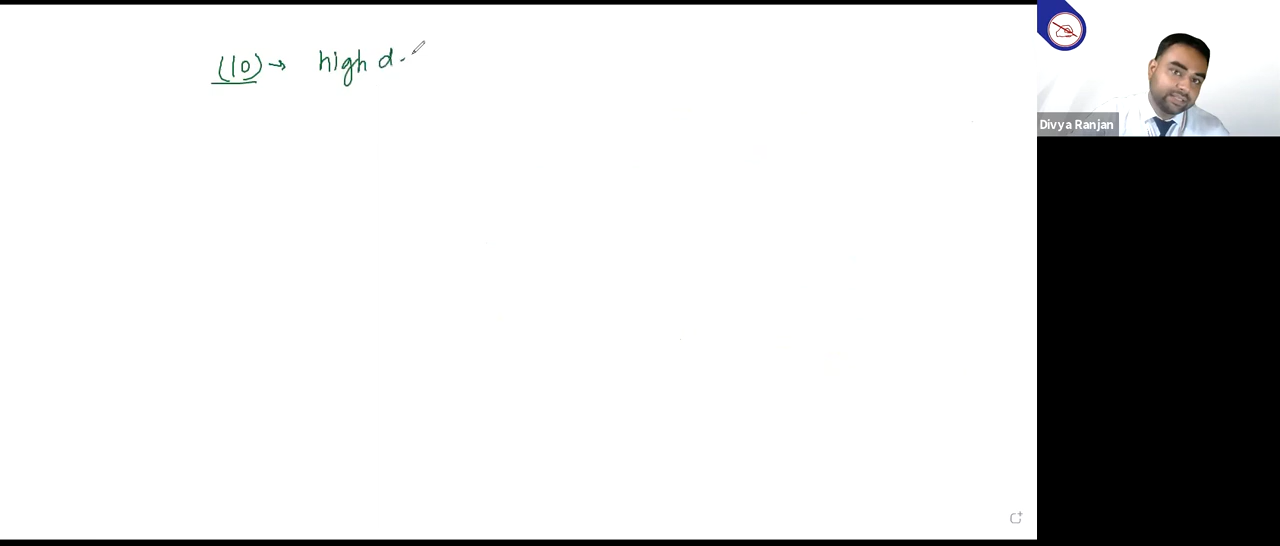 (10) → high d.
Divya Ranjan